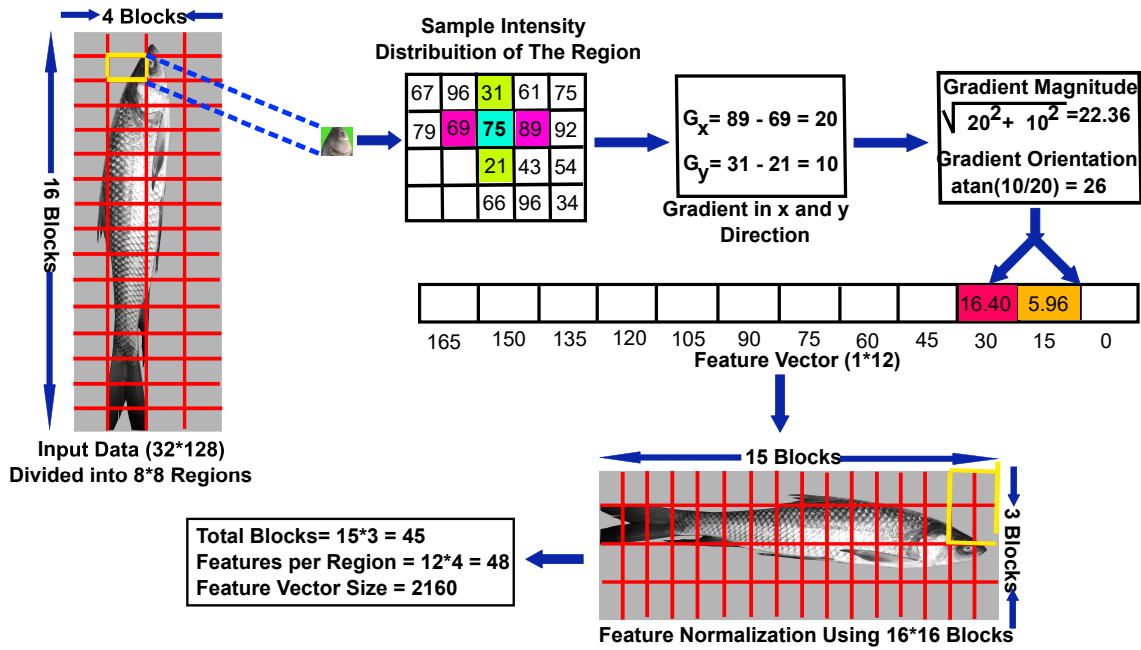 4 Blocks
16 Blocks
Input Data (32*128)
Divided into 8*8 Regions
Sample Intensity
Distribuition of The Region
67 96 31 61 75
79 69 75 89 92
21 43 54
66 96 34
Gx = 89 - 69 = 20
Gy = 31 - 21 = 10
Gradient in x and y
Direction
Gradient Magnitude
√20²+ 10² =22.36
Gradient Orientation
atan(10/20) = 26
16.40 5.96
165 150 135 120 105 90 75 60 45 30 15 0
Feature Vector (1*12)
15 Blocks
3 Blocks
Feature Normalization Using 16*16 Blocks
Total Blocks= 15*3 = 45
Features per Region = 12*4 = 48
Feature Vector Size = 2160